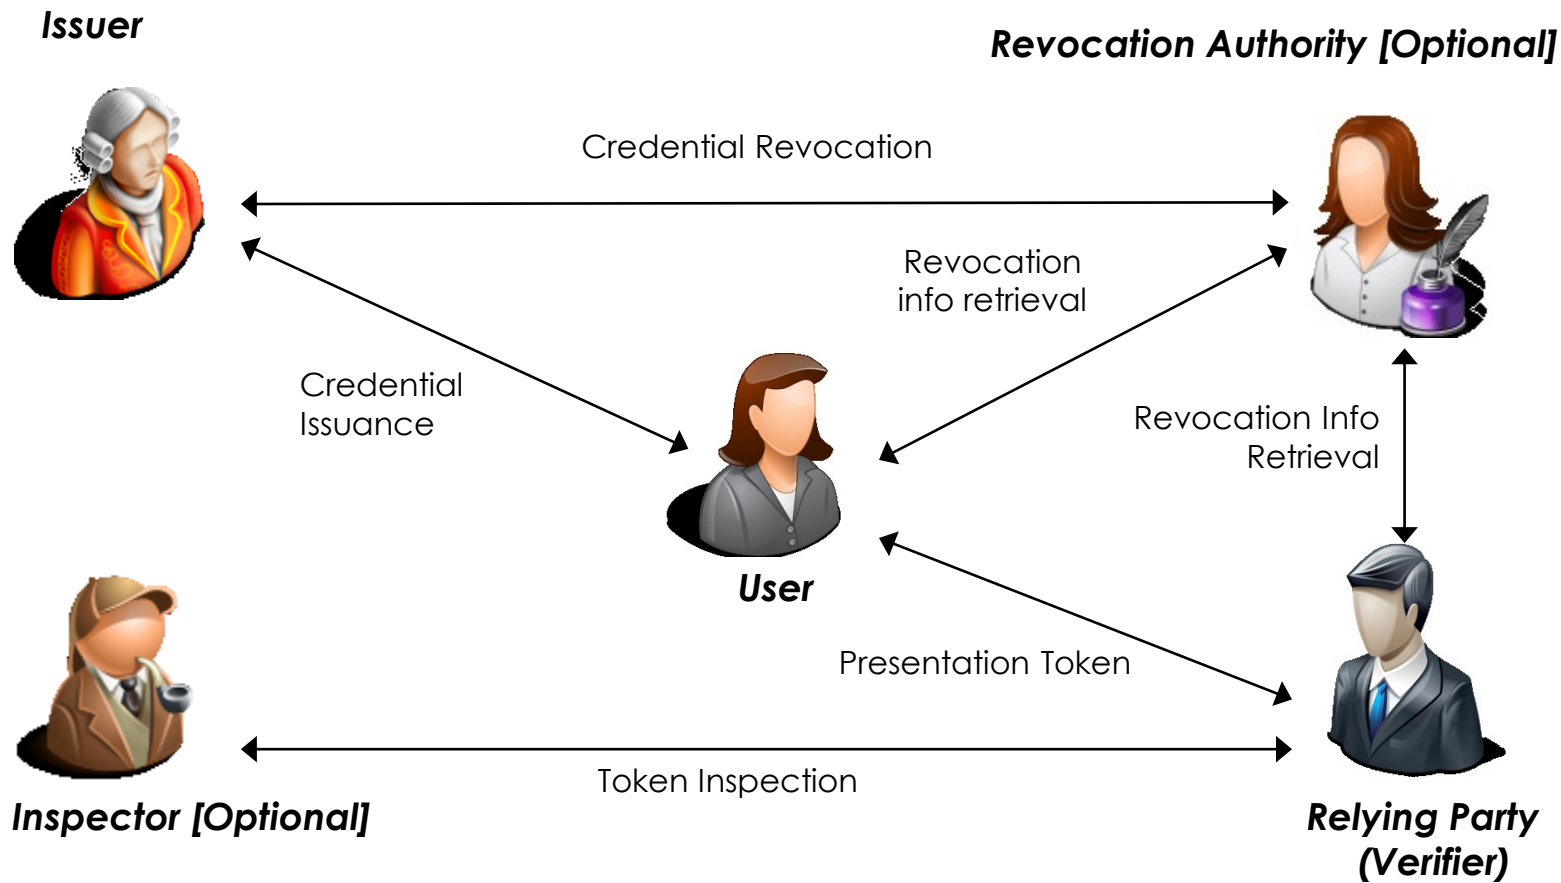 Issuer
Revocation Authority [Optional]
Credential Revocation
Revocation
info retrieval
Credential
Issuance
Revocation Info
Retrieval
User
Presentation Token
Token Inspection
Inspector [Optional]
Relying Party
(Verifier)